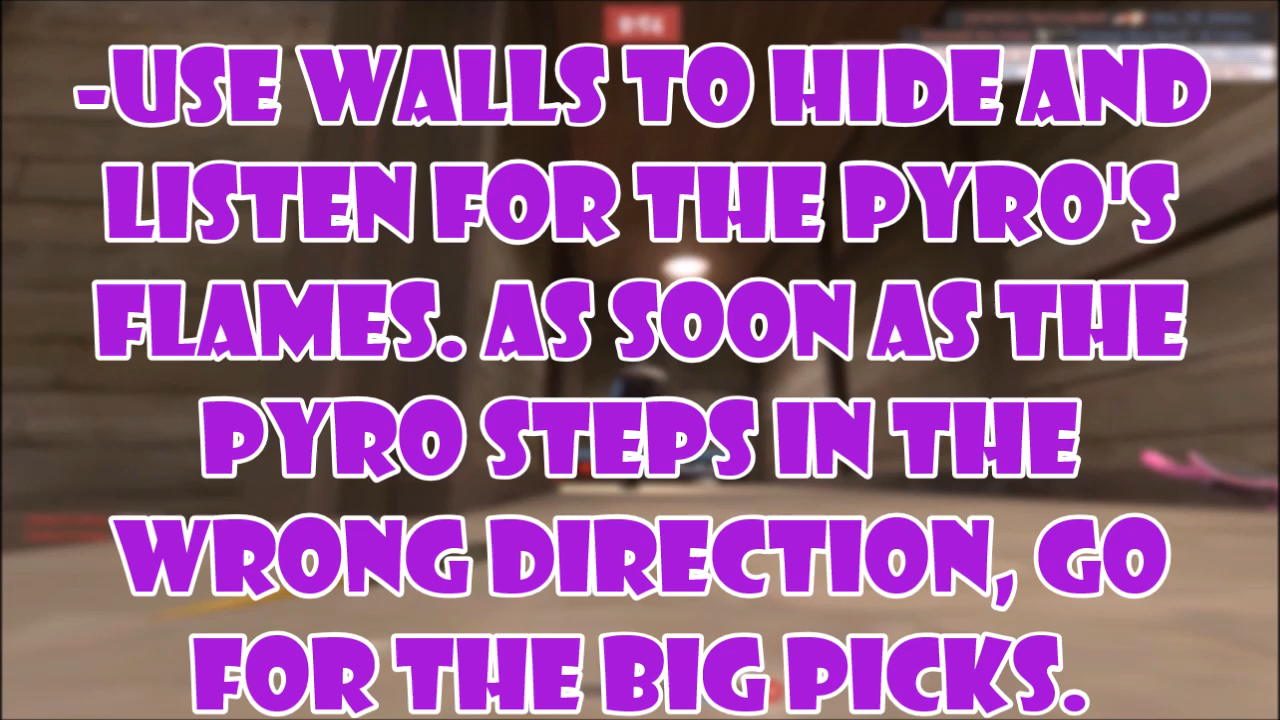 -USE WALLS TO HIDE AND
LISTEN FOR THE PYRO'S
FLAMES. AS SOON AS THE
PYRO STEPS IN THE
WRONG DIRECTION, GO
FOR THE BIG PICKS.